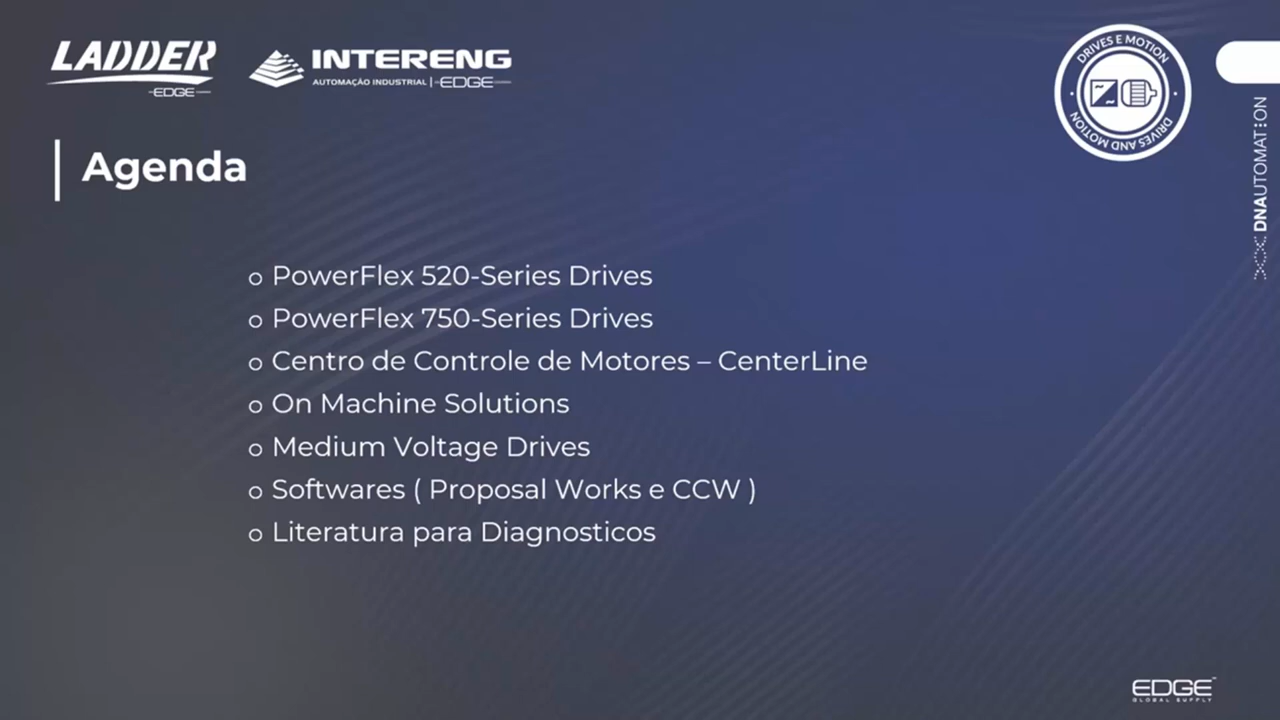 LADDER
EDGE
INTERENG
AUTOMAÇÃO INDUSTRIAL | EDGE
DRIVES E MOTION
DRIVES AND MOTION
DNAUTOMATION
Agenda
PowerFlex 520-Series Drives
PowerFlex 750-Series Drives
Centro de Controle de Motores – CenterLine
On Machine Solutions
Medium Voltage Drives
Softwares ( Proposal Works e CCW )
Literatura para Diagnosticos
EDGE
GLOBAL SUPPLY